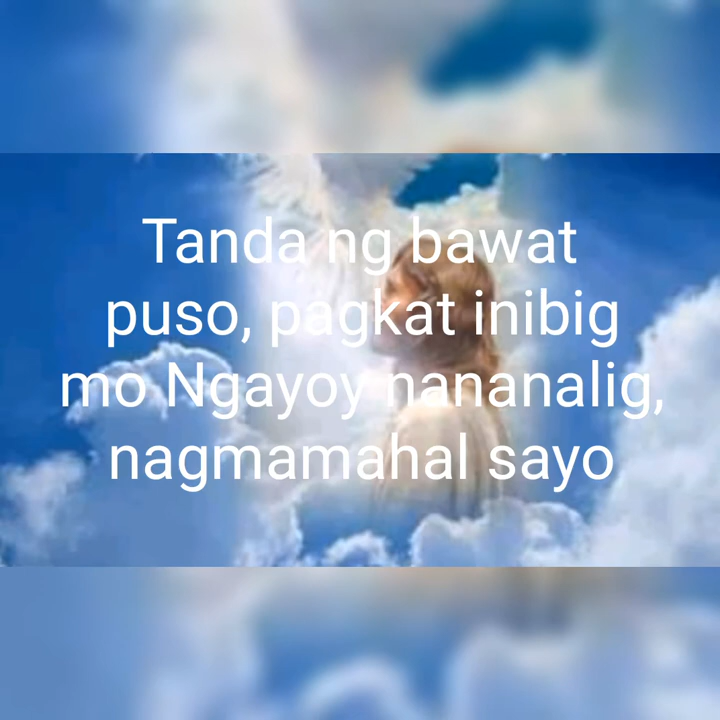 Tanda ng bawat
puso, pagkat inibig
mo Ngayoy nananalig,
nagmamahal sayo